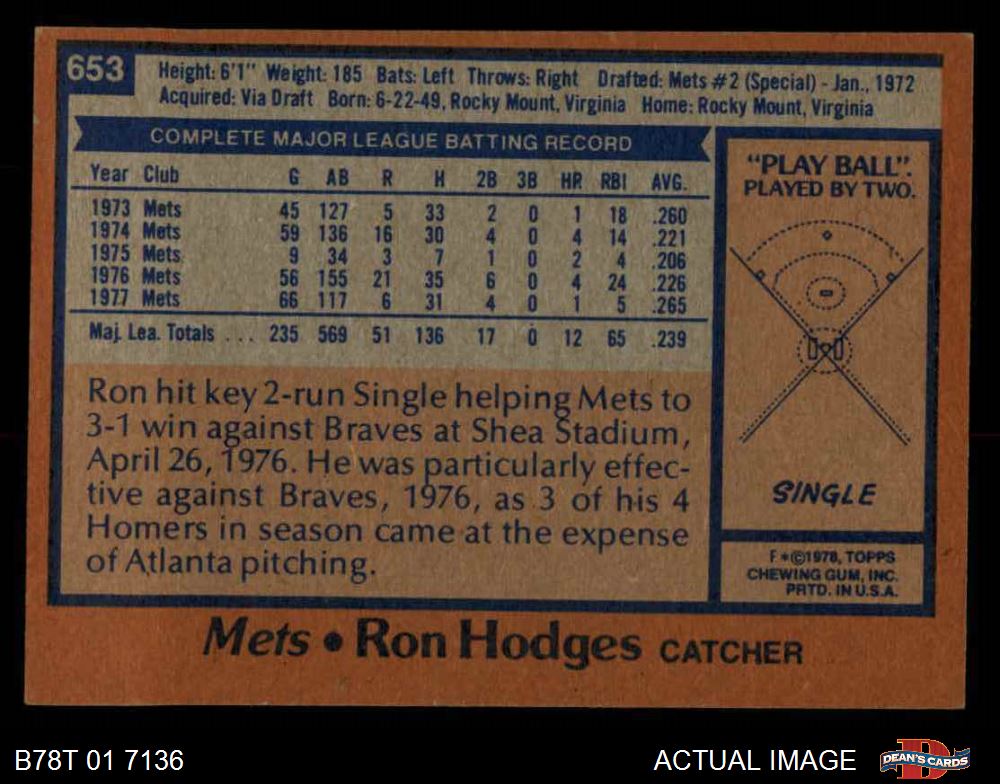 653
Height: 6'1" Weight: 185 Bats: Left Throws: Right Drafted: Mets #2 (Special) - Jan., 1972
Acquired: Via Draft Born: 6-22-49, Rocky Mount, Virginia Home: Rocky Mount, Virginia
COMPLETE MAJOR LEAGUE BATTING RECORD
Year Club G AB R H 2B 3B HR RBI AVG.
1973 Mets 45 127 5 33 2 0 1 18 .260
1974 Mets 59 136 16 30 4 0 4 14 .221
1975 Mets 9 34 3 7 1 0 2 4 .206
1976 Mets 56 155 21 35 6 0 4 24 .226
1977 Mets 66 117 6 31 4 0 1 5 .265
Maj. Lea. Totals ... 235 569 51 136 17 0 12 65 .239
Ron hit key 2-run Single helping Mets to
3-1 win against Braves at Shea Stadium,
April 26, 1976. He was particularly effec-
tive against Braves, 1976, as 3 of his 4
Homers in season came at the expense
of Atlanta pitching.
"PLAY BALL".
PLAYED BY TWO.
SINGLE
F*©1978, TOPPS
CHEWING GUM, INC.
PRTD. IN U.S.A.
Mets • Ron Hodges CATCHER
B78T 01 7136
ACTUAL IMAGE
DEAN'S CARDS